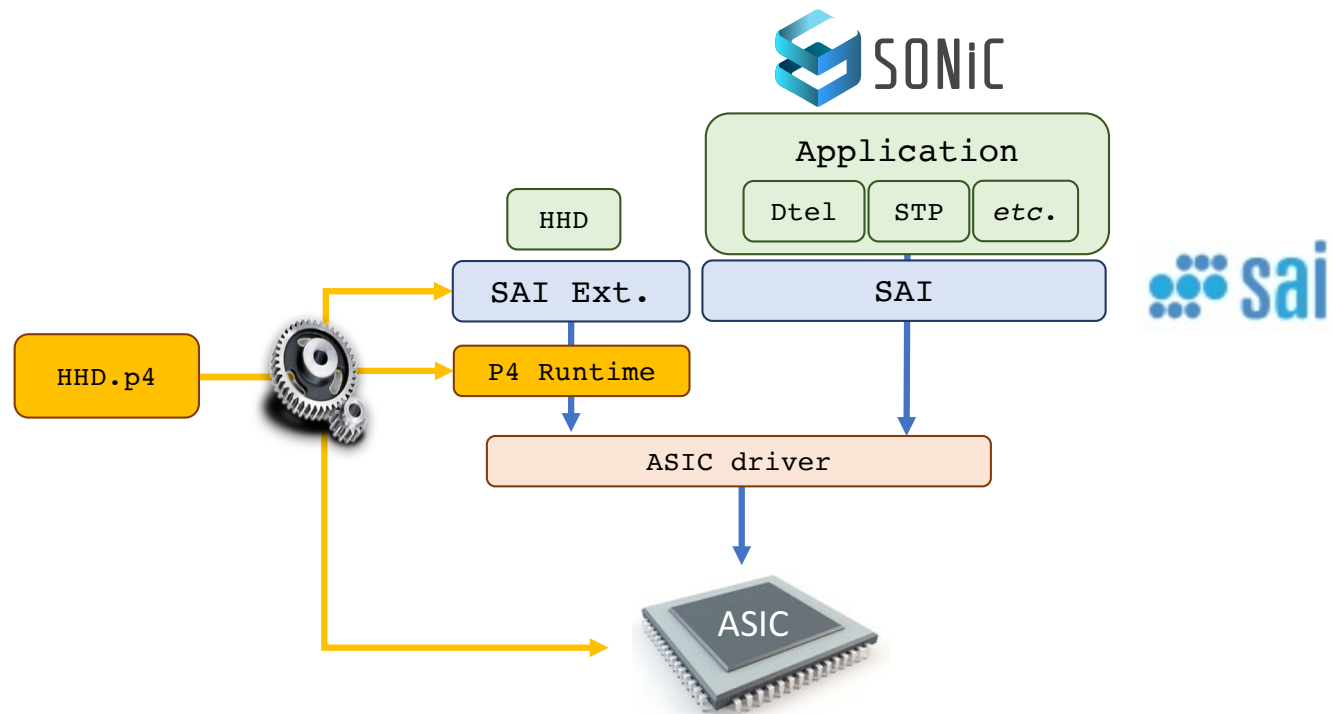 SONiC
Application
Dtel STP etc.
HHD
SAI Ext.
SAI
sai
HHD.p4
P4 Runtime
ASIC driver
ASIC